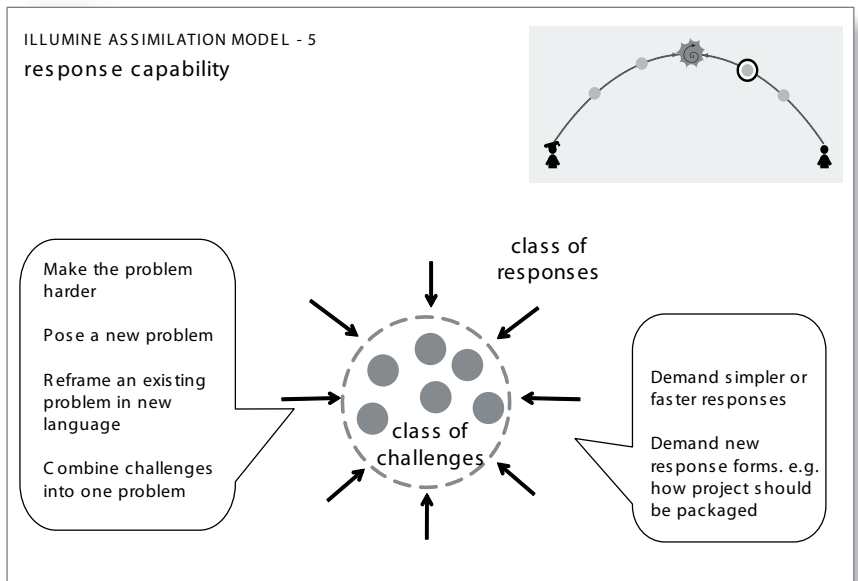 ILLUMINE ASSIMILATION MODEL - 5
response capability
Make the problem
harder
Pose a new problem
Reframe an existing
problem in new
language
Combine challenges
into one problem
class of
responses
class of
challenges
Demand simpler or
faster responses
Demand new
response forms. e.g.
how project should
be packaged